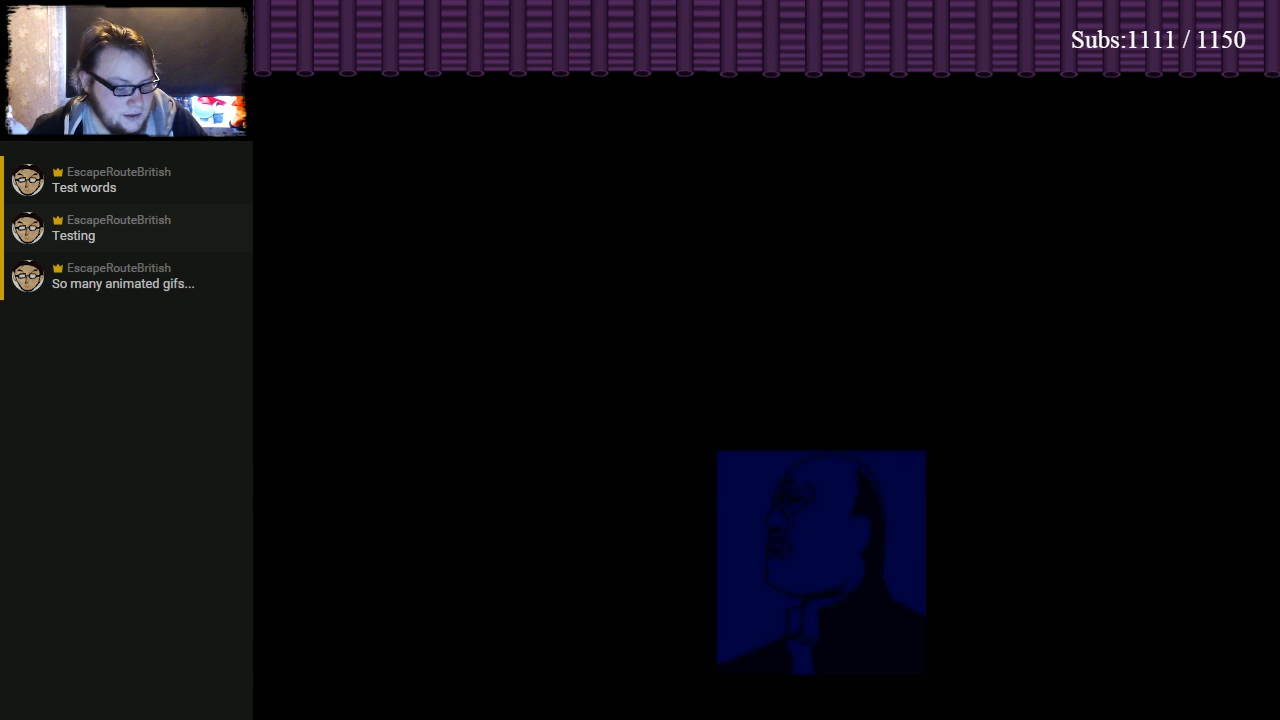 Subs:1111 / 1150
EscapeRouteBritish
Test words
EscapeRouteBritish
Testing
EscapeRouteBritish
So many animated gifs...